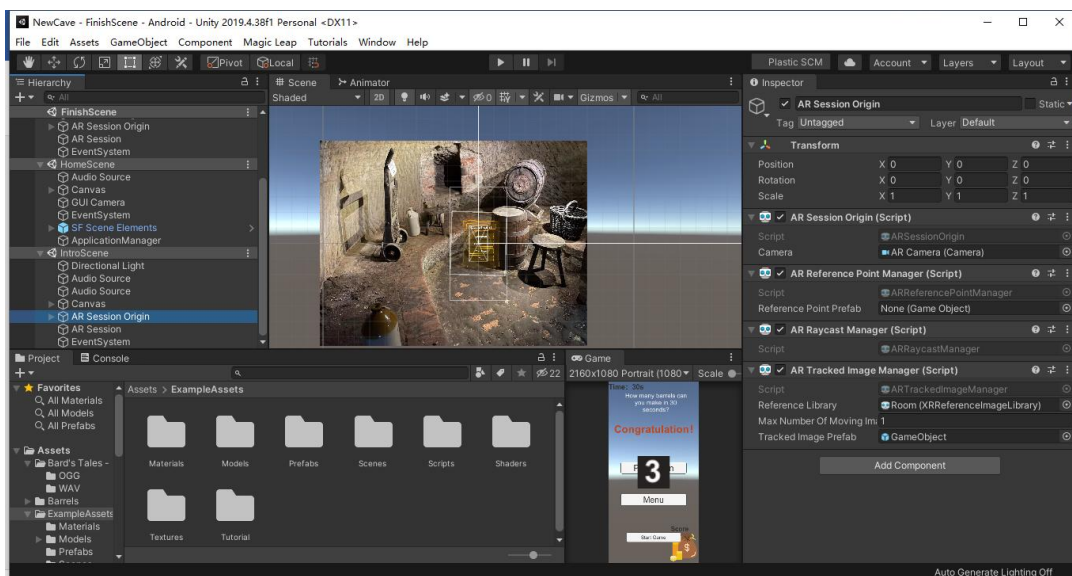 NewCave - FinishScene - Android - Unity 2019.4.38f1 Personal <DX11>
File Edit Assets GameObject Component Magic Leap Tutorials Window Help
Pivot Local Plastic SCM Account Layers Layout
Hierarchy
All
FinishScene
AR Session Origin
AR Session
EventSystem
HomeScene
Audio Source
Canvas
GUI Camera
EventSystem
SF Scene Elements
ApplicationManager
IntroScene
Directional Light
Audio Source
Audio Source
Canvas
AR Session Origin
AR Session
EventSystem
Scene Animator
Shaded 2D 0 Gizmos All
Project Console
22
Favorites
All Materials
All Models
All Prefabs
Assets
Bard's Tales -
OGG
WAV
Barrels
ExampleAssets
Materials
Models
Prefabs
Assets > ExampleAssets
Materials Models Prefabs Scenes Scripts Shaders
Textures Tutorial
Game
2160x1080 Portrait (1080 Scale
Time: 30s
How many barrels can
you make in 30
seconds?
Congratulation!
3
Menu
Score
Start Game
Inspector
AR Session Origin Static
Tag Untagged Layer Default
Transform
Position X 0 Y 0 Z 0
Rotation X 0 Y 0 Z 0
Scale X 1 Y 1 Z 1
AR Session Origin (Script)
Script ARSessionOrigin
Camera AR Camera (Camera)
AR Reference Point Manager (Script)
Script ARReferencePointManager
Reference Point Prefab None (Game Object)
AR Raycast Manager (Script)
Script ARRaycastManager
AR Tracked Image Manager (Script)
Script ARTrackedImageManager
Reference Library Room (XRReferenceImageLibrary)
Max Number Of Moving Ima 1
Tracked Image Prefab GameObject
Add Component
Auto Generate Lighting Off